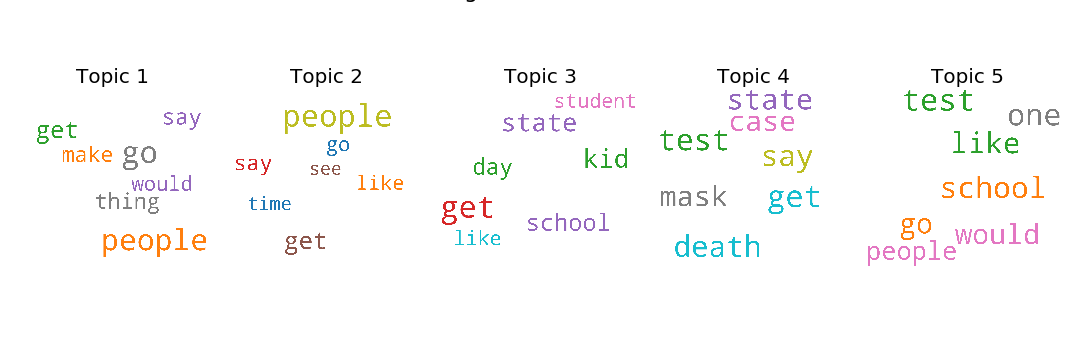 Topic 1
say
get
make
go
would
thing
people
Topic 2
people
go
say
see
like
time
get
Topic 3
student
state
kid
day
get
school
like
Topic 4
state
case
test
say
mask
get
death
Topic 5
test
one
like
school
go
would
people